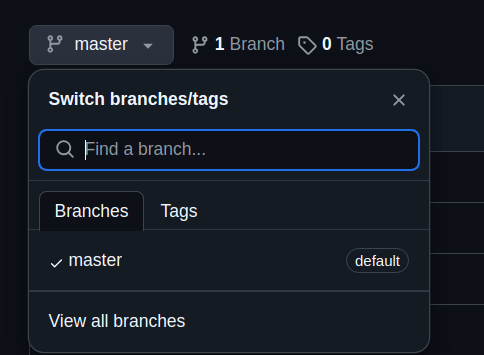 master 1 Branch 0 Tags
Switch branches/tags
Find a branch...
Branches Tags
master default
View all branches